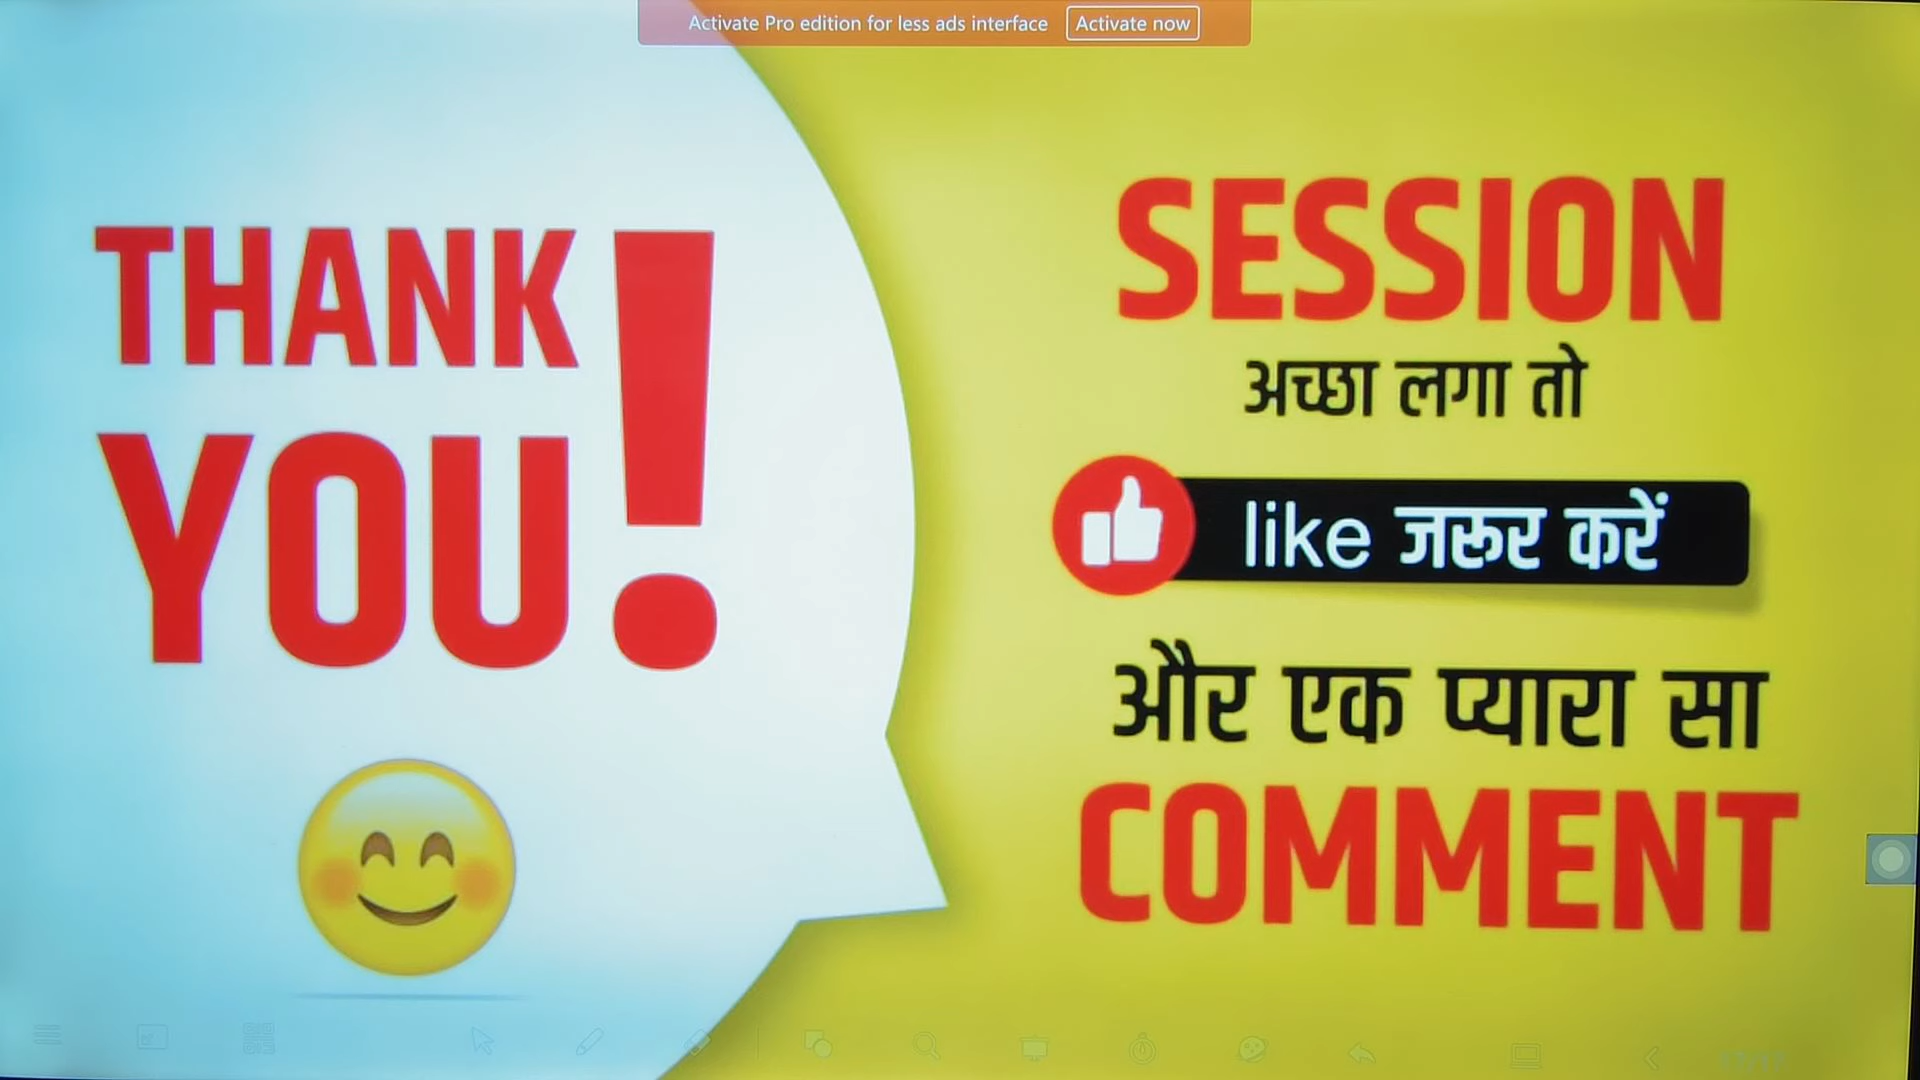 Activate Pro edition for less ads interface Activate now
THANK
YOU!
SESSION
अच्छा लगा तो
like जरूर करें
और एक प्यारा सा
COMMENT